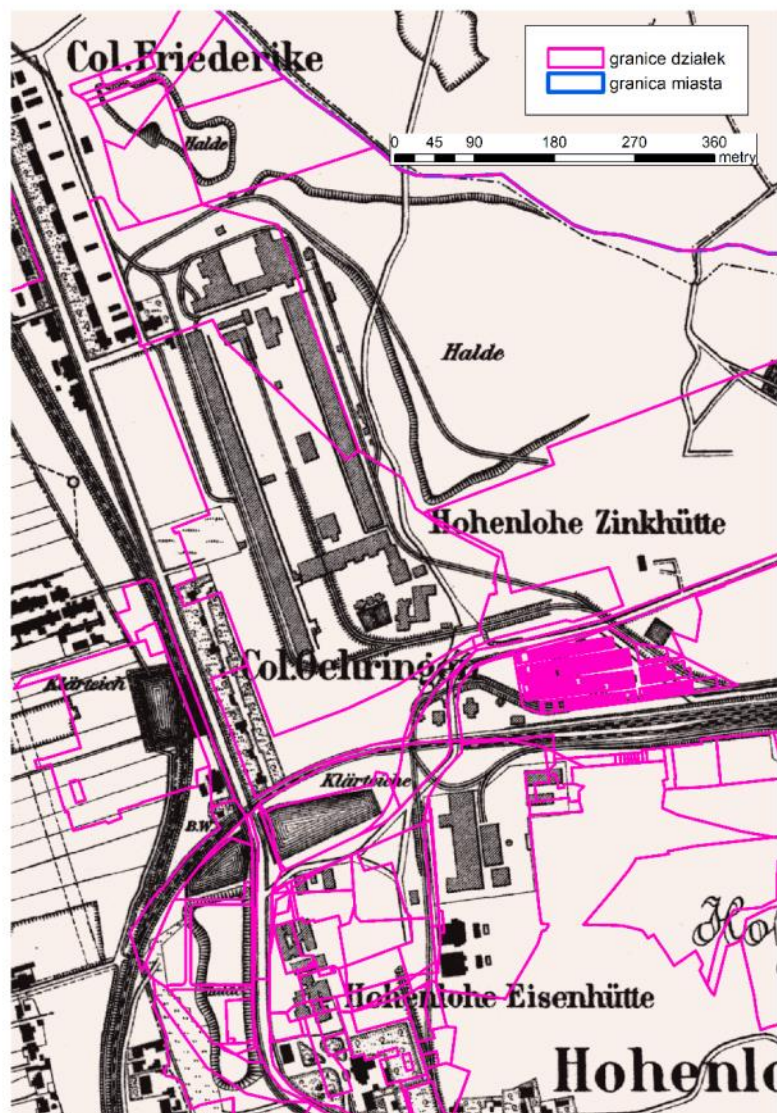 Col. Friederike
granice działek
granica miasta
0 45 90 180 270 360
metry
Halde
Halde
Hohenlohe Zinkhütte
Col. Oehringen
Klärteich
Klärteiche
B.W.
Halde
Hohenlohe Eisenhütte
Hohenlo